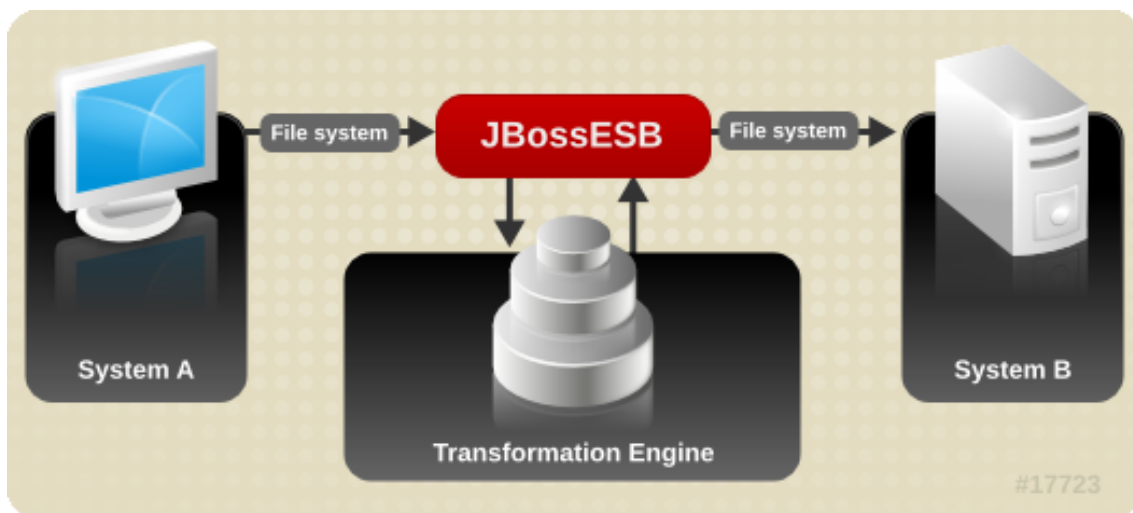 File system
JBossESB
File system
System A
System B
Transformation Engine
#17723